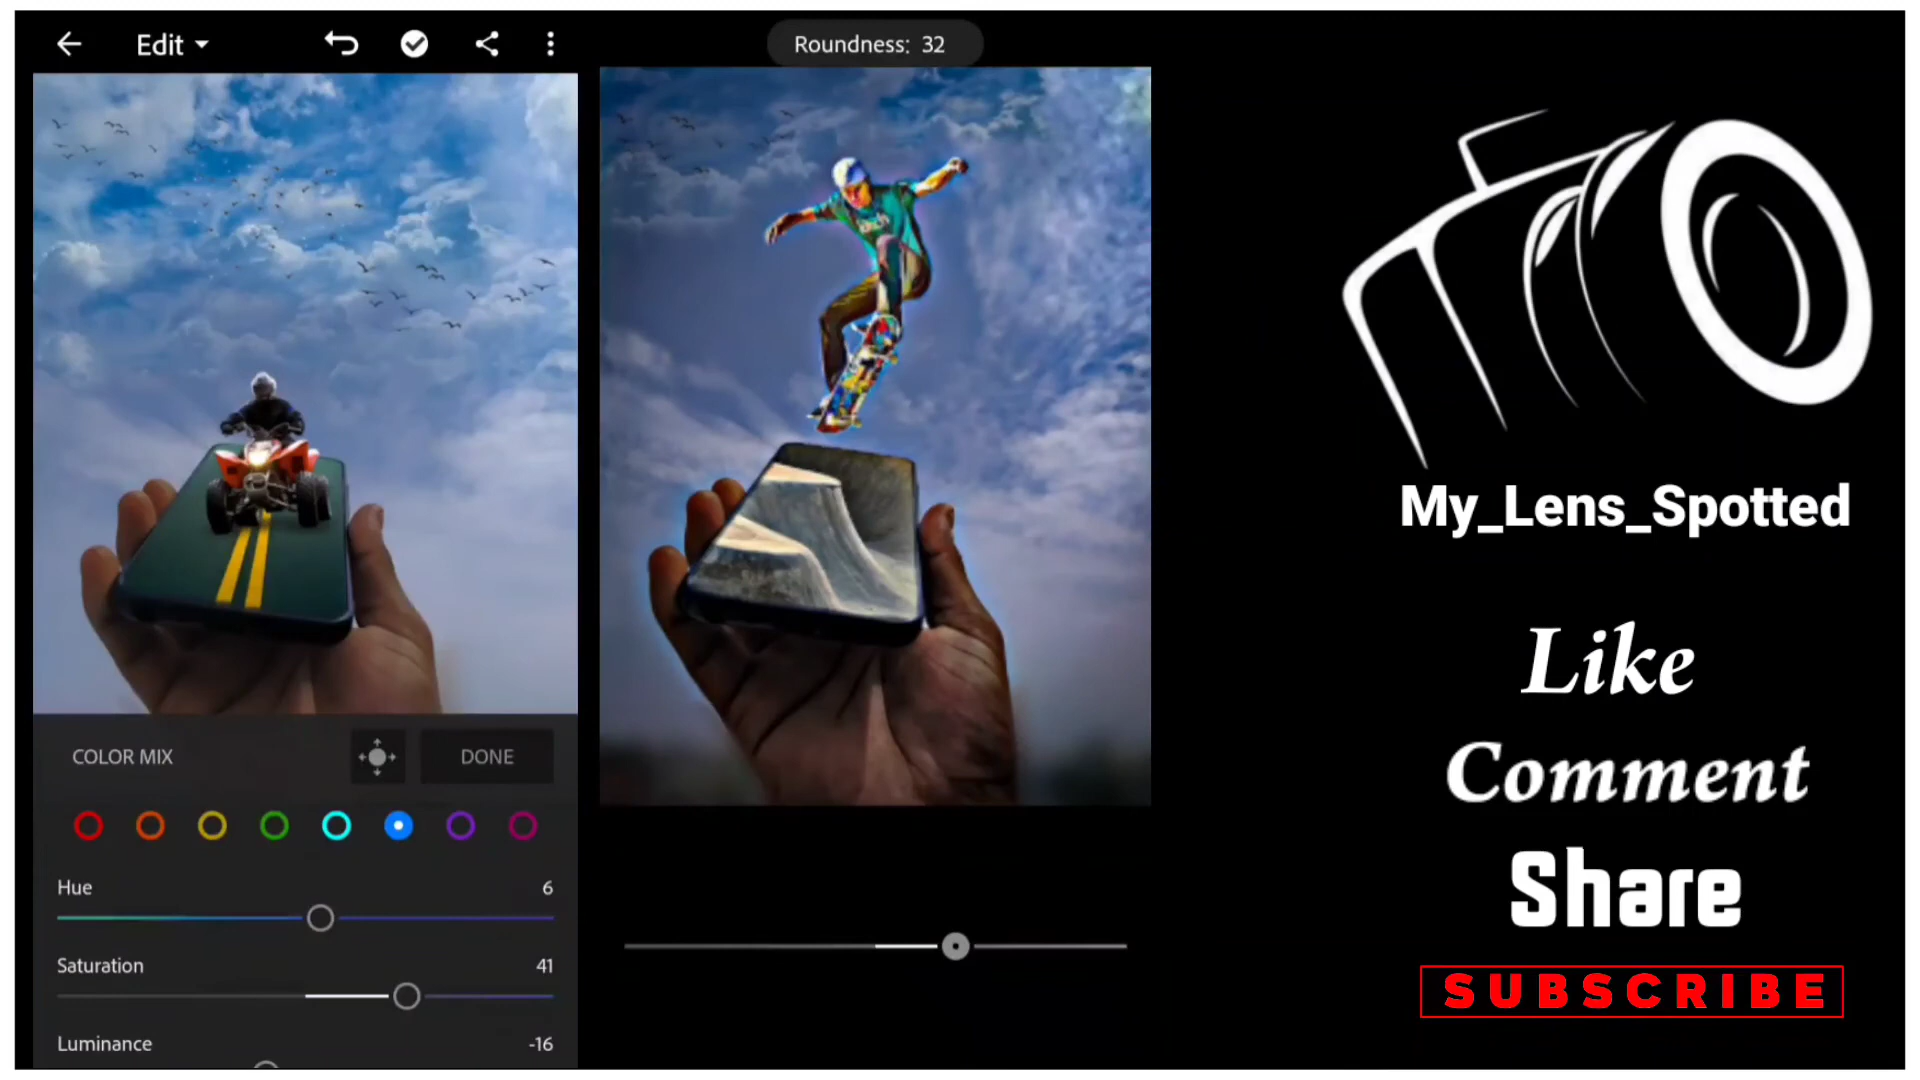 Edit
Roundness: 32
COLOR MIX
DONE
Hue 6
Saturation 41
Luminance -16
My_Lens_Spotted
Like
Comment
Share
SUBSCRIBE